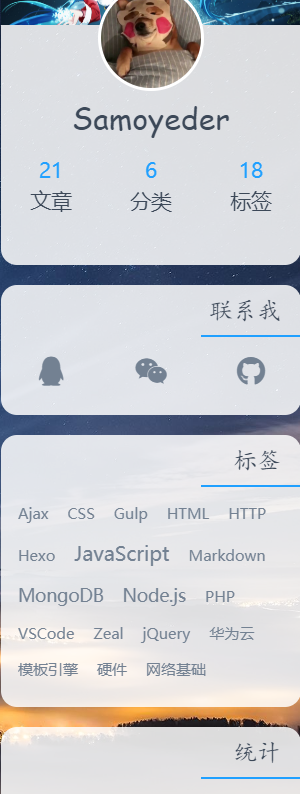 Samoyeder
21 6 18
文章 分类 标签
联系我
标签
Ajax CSS Gulp HTML HTTP
Hexo JavaScript Markdown
MongoDB Node.js PHP
VSCode Zeal jQuery 华为云
模板引擎 硬件 网络基础
统计